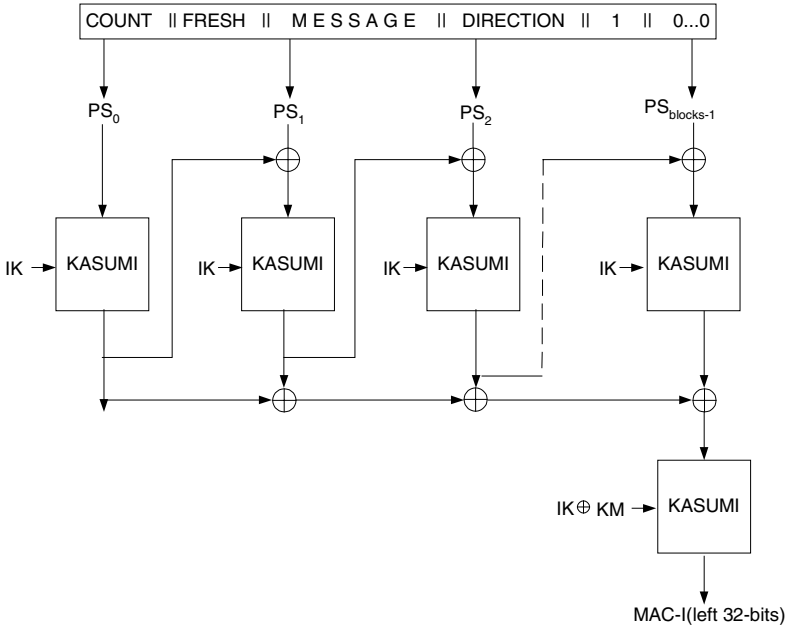 COUNT || FRESH || M E S S A G E || DIRECTION || 1 || 0...0
PS0 PS1 PS2 PSblocks-1
IK KASUMI IK KASUMI IK KASUMI IK KASUMI
IK ⊕ KM KASUMI
MAC-I(left 32-bits)